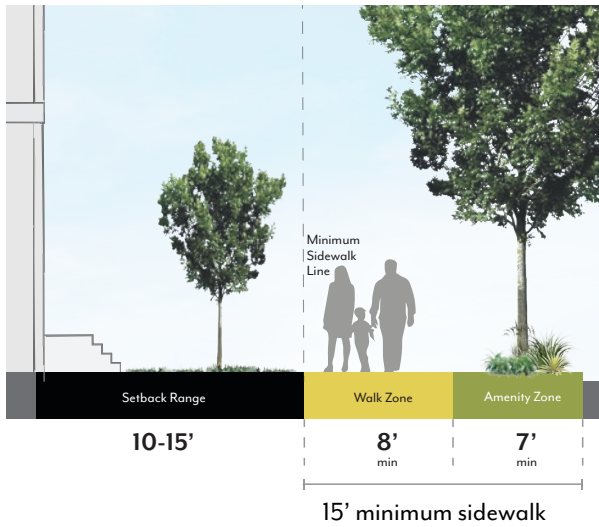 Minimum
Sidewalk
Line
Setback Range
Walk Zone
Amenity Zone
10-15’
8’
min
7’
min
15’ minimum sidewalk